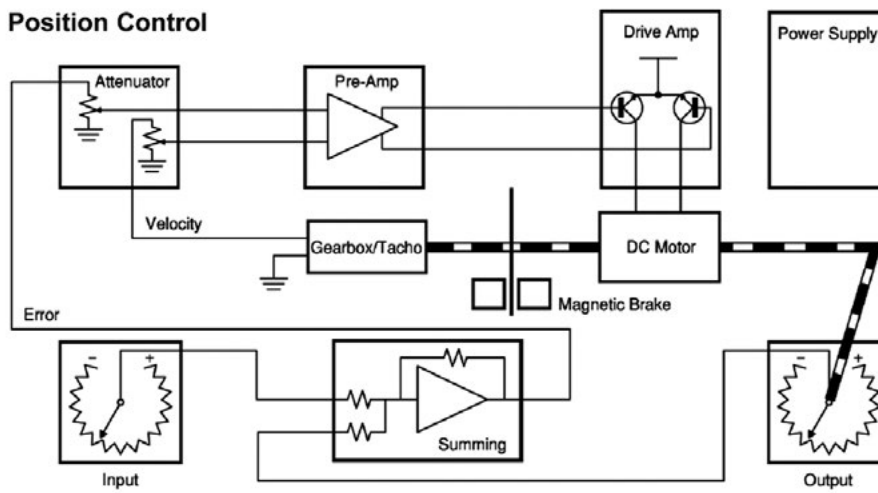 Position Control
Drive Amp
Power Supply
Attenuator
Pre-Amp
Velocity
Gearbox/Tacho
DC Motor
Magnetic Brake
Error
- +
- +
Summing
Input
Output